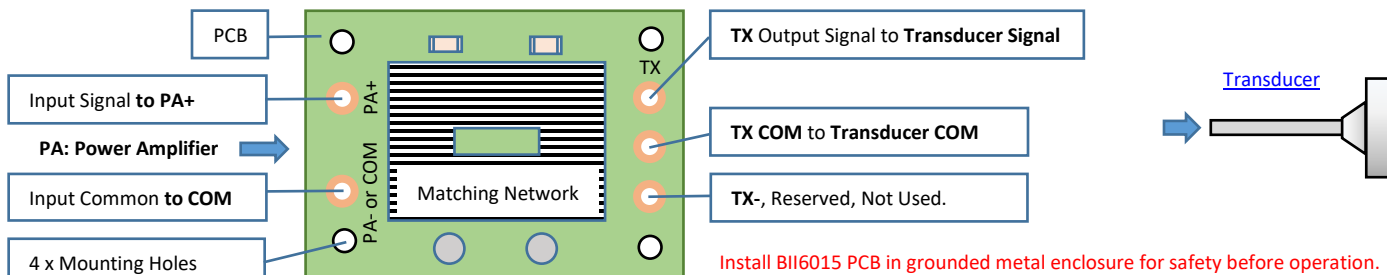 PCB
Input Signal to PA+
PA: Power Amplifier
Input Common to COM
4 x Mounting Holes
PA+
PA- or COM
Matching Network
TX
TX Output Signal to Transducer Signal
TX COM to Transducer COM
TX-, Reserved, Not Used.
Transducer
Install BII6015 PCB in grounded metal enclosure for safety before operation.